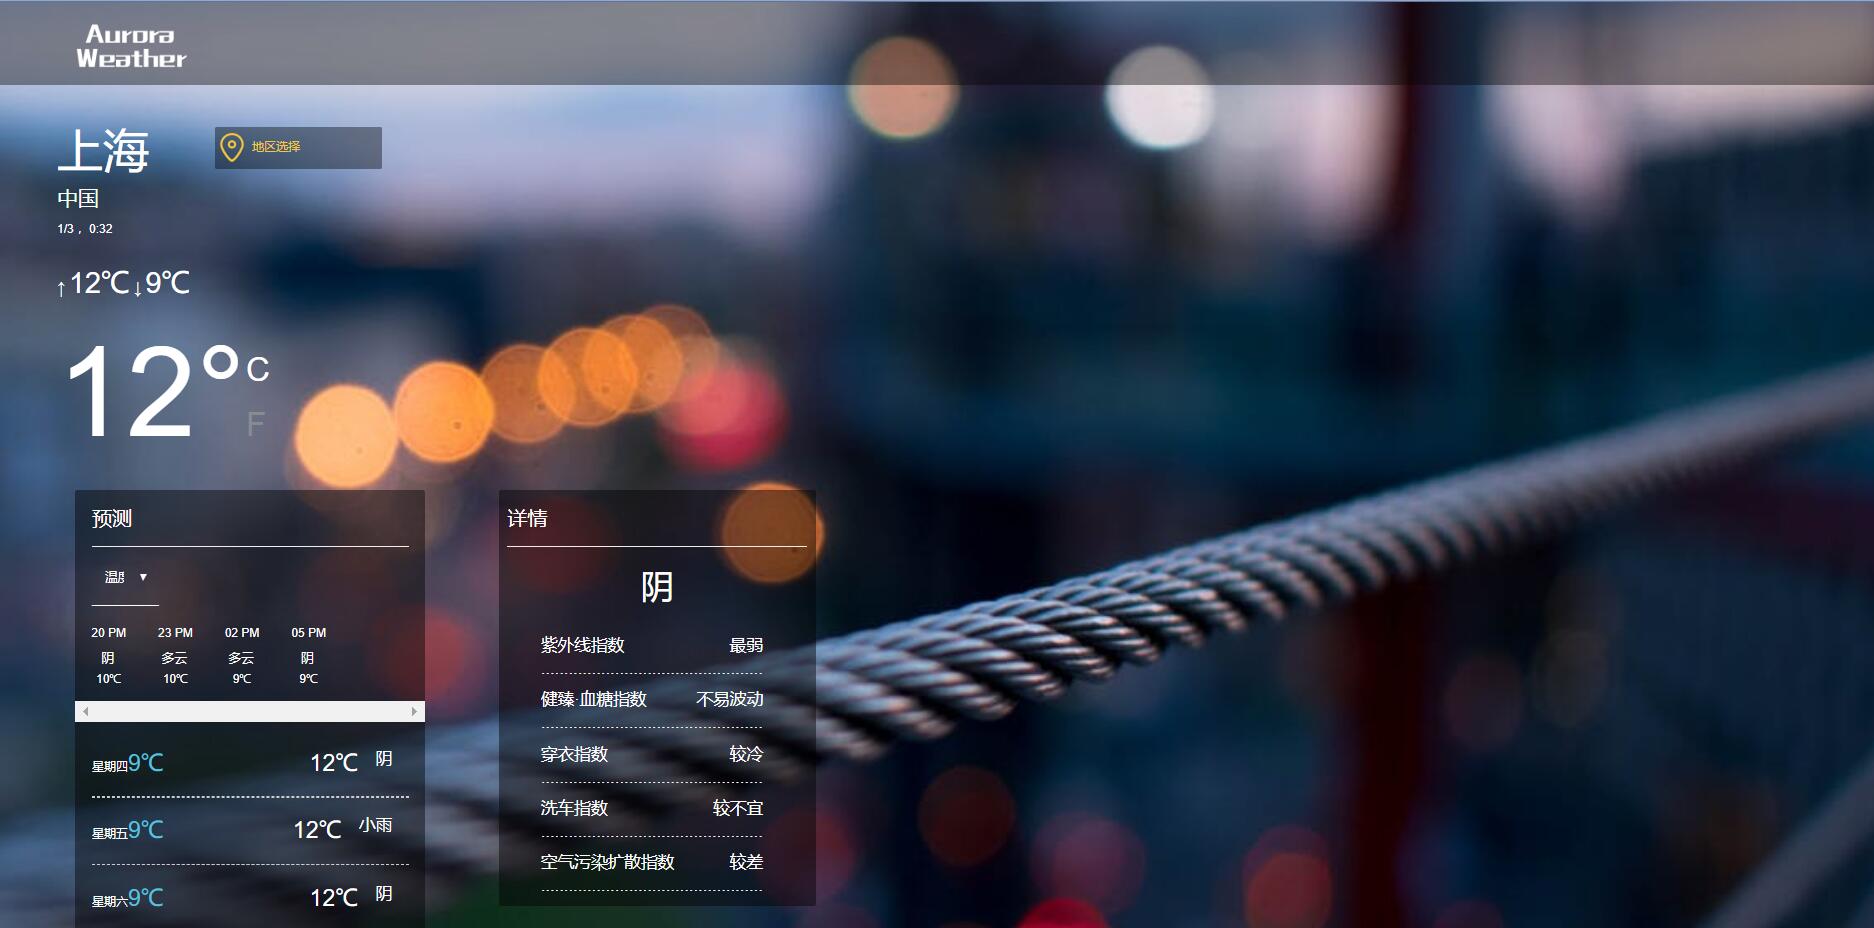 Aurora
Weather
上海
地区选择
中国
1/3 , 0:32
↑12℃↓9℃
12°C
F
预测
温
20 PM 23 PM 02 PM 05 PM
阴 多云 多云 阴
10℃ 10℃ 9℃ 9℃
星期四9℃ 12℃ 阴
星期五9℃ 12℃ 小雨
星期六9℃ 12℃ 阴
详情
阴
紫外线指数 最弱
健臻·血糖指数 不易波动
穿衣指数 较冷
洗车指数 较不宜
空气污染扩散指数 较差